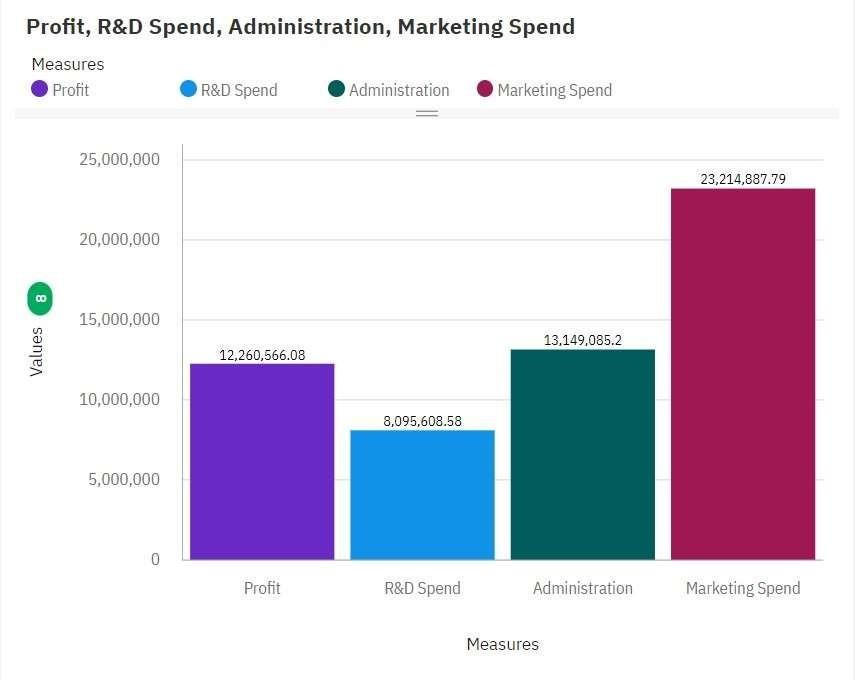 Profit, R&D Spend, Administration, Marketing Spend
Measures
Profit R&D Spend Administration Marketing Spend
25,000,000
23,214,887.79
20,000,000
15,000,000
13,149,085.2
12,260,566.08
10,000,000
8,095,608.58
5,000,000
0
Values
Profit R&D Spend Administration Marketing Spend
Measures